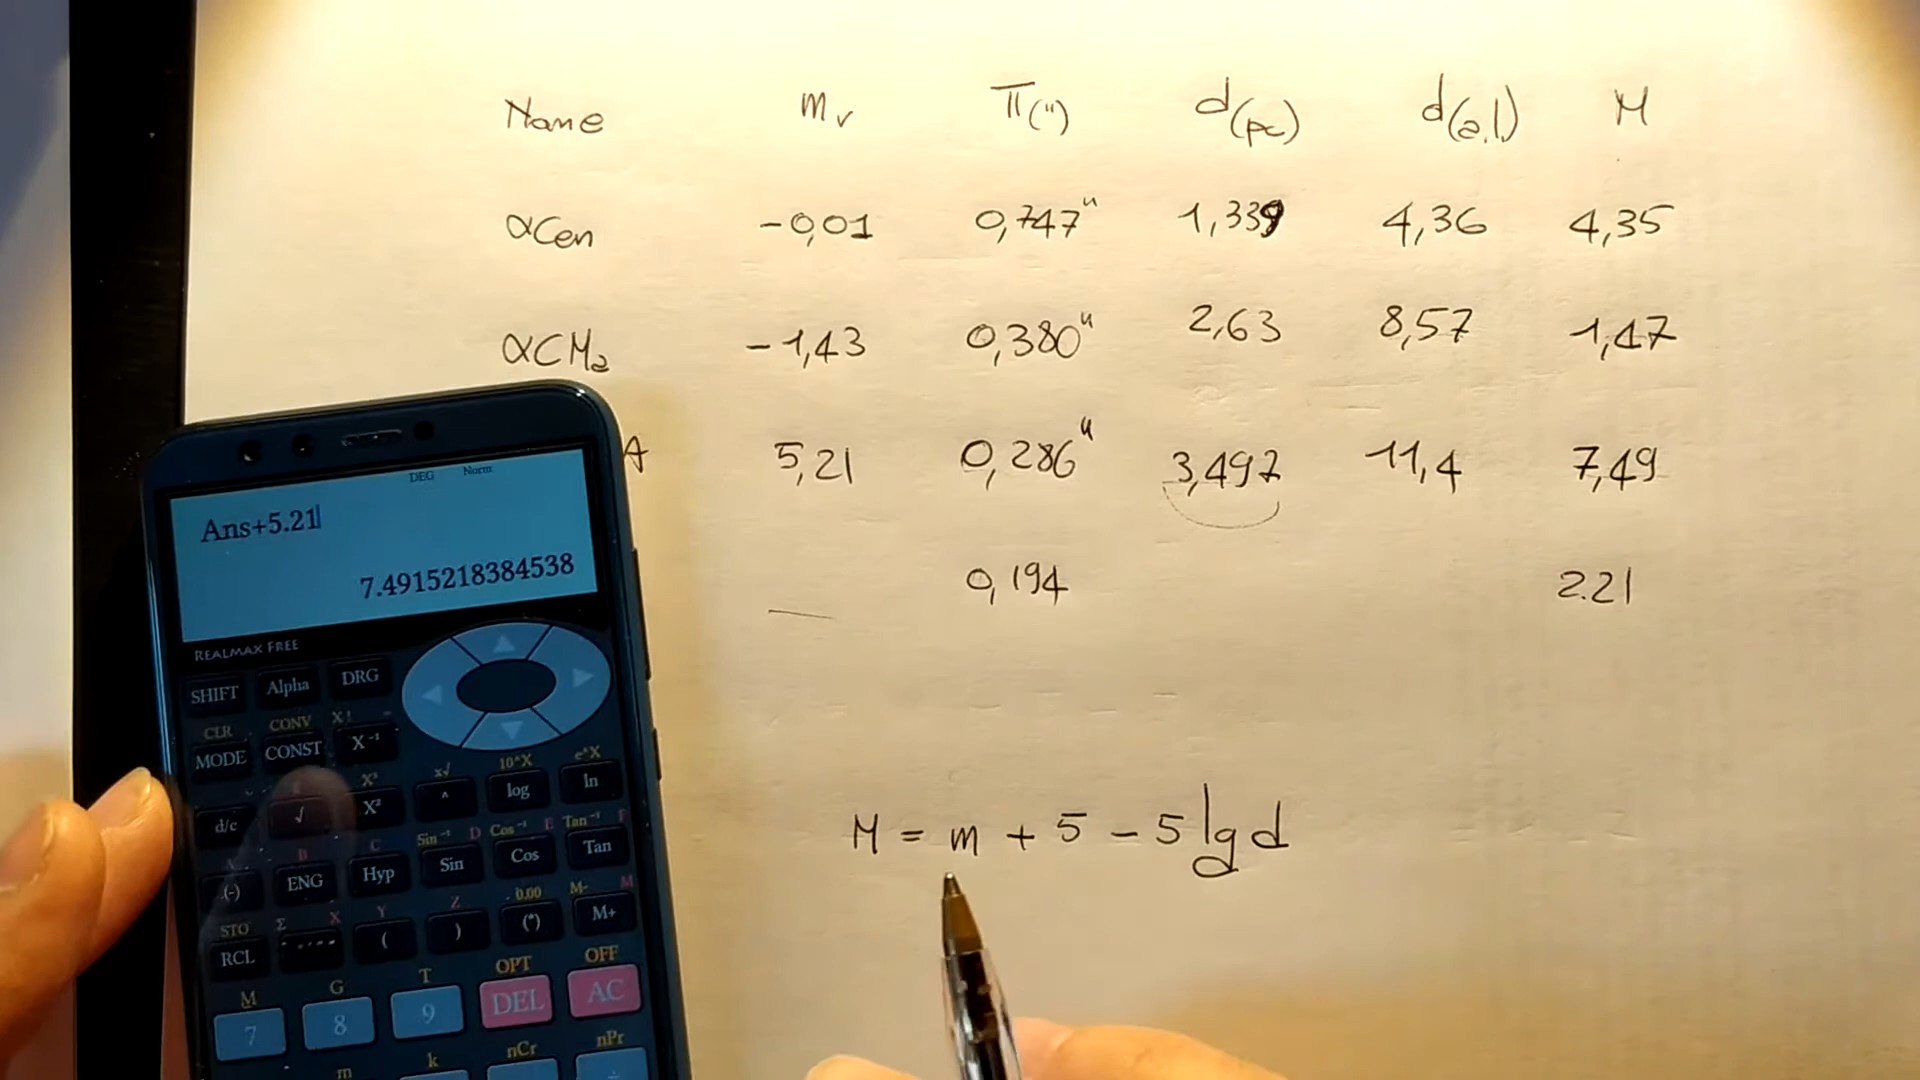 Name mv π(") d(pc) d(a.l) M
αCen -0,01 0,747" 1,339 4,36 4,35
αCMa -1,43 0,380" 2,63 8,57 1,47
A 5,21 0,286" 3,497 11,4 7,49
0,194 2.21
M = m + 5 - 5 lg d
DEG Norm
Ans+5.21
7.4915218384538
REALMAX FREE
SHIFT Alpha DRG
CLR CONV X!
MODE CONST X⁻¹
X³ x√ 10^X e^X
d/c √ X² ^ log ln
A B C Sin⁻¹ D Cos⁻¹ E Tan⁻¹ F
(-) ENG Hyp Sin Cos Tan
STO Σ X Y Z 0.00 M- M
RCL °‚‚‚ ( ) (*) M+
M G T OPT OFF
7 8 9 DEL AC
m k nCr nPr
÷